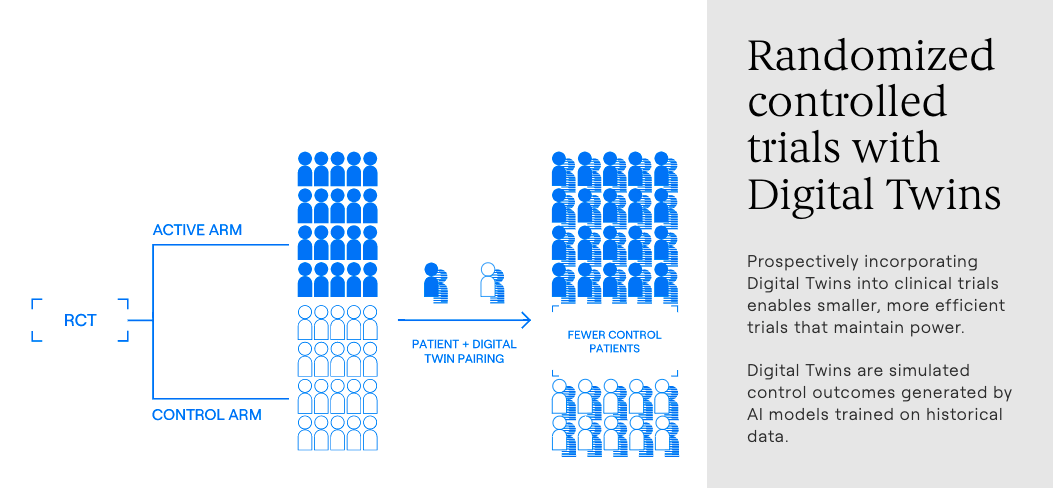 Randomized
controlled
trials with
Digital Twins
Prospectively incorporating
Digital Twins into clinical trials
enables smaller, more efficient
trials that maintain power.
Digital Twins are simulated
control outcomes generated by
AI models trained on historical
data.
RCT
ACTIVE ARM
CONTROL ARM
PATIENT + DIGITAL
TWIN PAIRING
FEWER CONTROL
PATIENTS